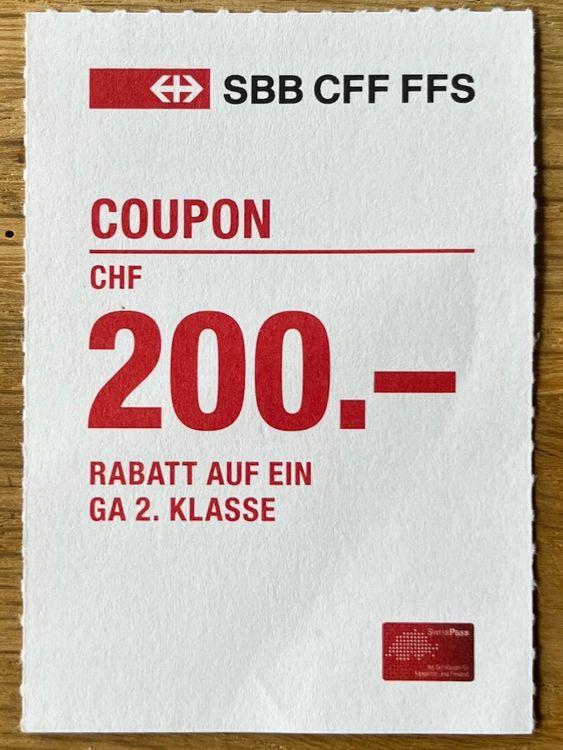 SBB CFF FFS
COUPON
CHF
200.–
RABATT AUF EIN
GA 2. KLASSE
SwissPass